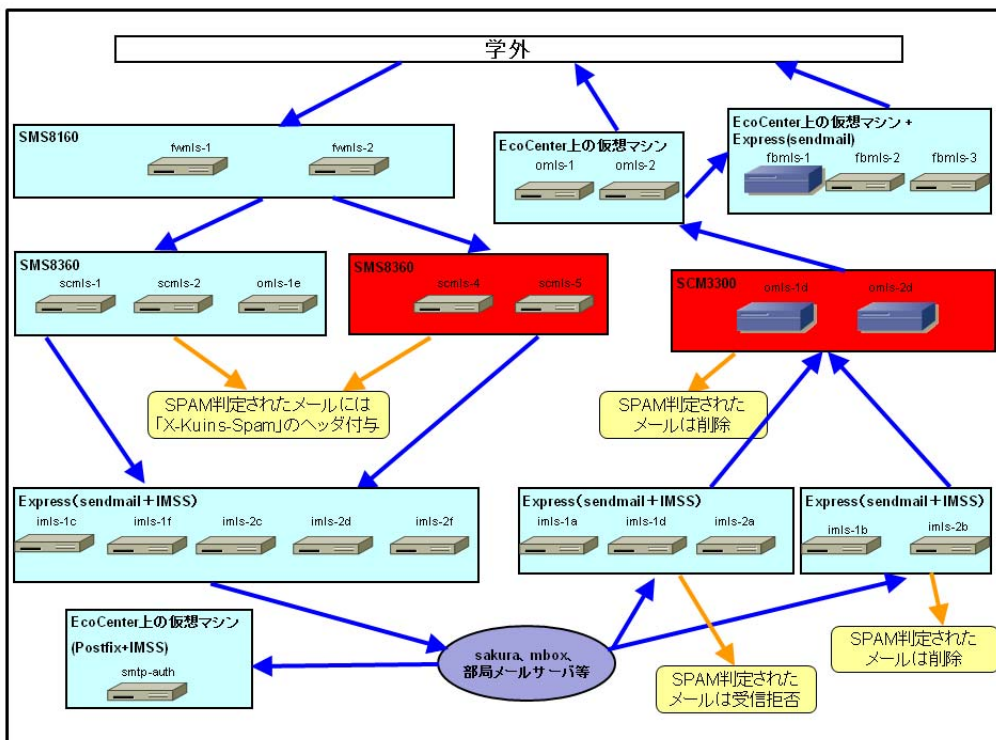 学外
SMS8160
fwmls-1
fwmls-2
EcoCenter上の仮想マシン
omls-1
omls-2
EcoCenter上の仮想マシン +
Express(sendmail)
fbmls-1
fbmls-2
fbmls-3
SMS8360
scmls-1
scmls-2
omls-1e
SMS8360
scmls-4
scmls-5
SCM3300
omls-1d
omls-2d
SPAM判定されたメールには
「X-Kuins-Spam」のヘッダ付与
SPAM判定された
メールは削除
Express(sendmail+IMSS)
imls-1c
imls-1f
imls-2c
imls-2d
imls-2f
Express(sendmail+IMSS)
imls-1a
imls-1d
imls-2a
Express(sendmail+IMSS)
imls-1b
imls-2b
EcoCenter上の仮想マシン
(Postfix+IMSS)
smtp-auth
sakura、mbox、
部局メールサーバ等
SPAM判定された
メールは受信拒否
SPAM判定された
メールは削除